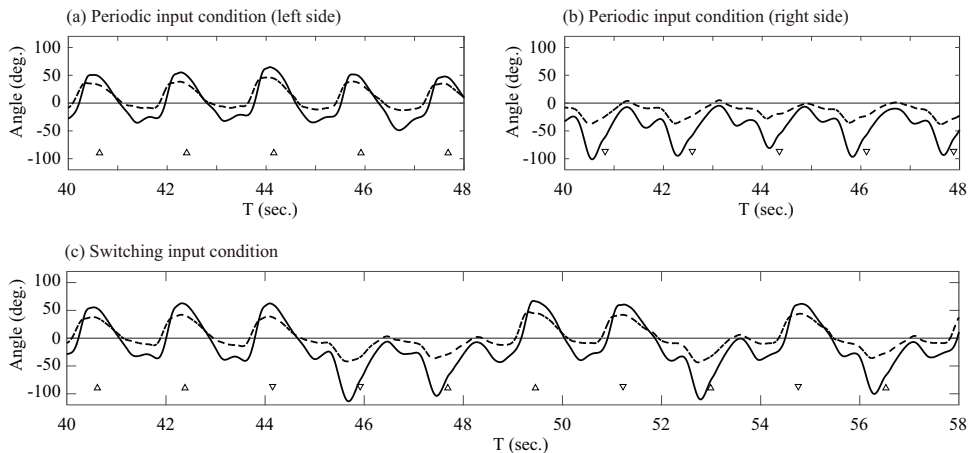 (a) Periodic input condition (left side)
(b) Periodic input condition (right side)
Angle (deg.)
100
50
0
-50
-100
40 42 44 46 48
T (sec.)
Angle (deg.)
100
50
0
-50
-100
40 42 44 46 48
T (sec.)
(c) Switching input condition
Angle (deg.)
100
50
0
-50
-100
40 42 44 46 48 50 52 54 56 58
T (sec.)